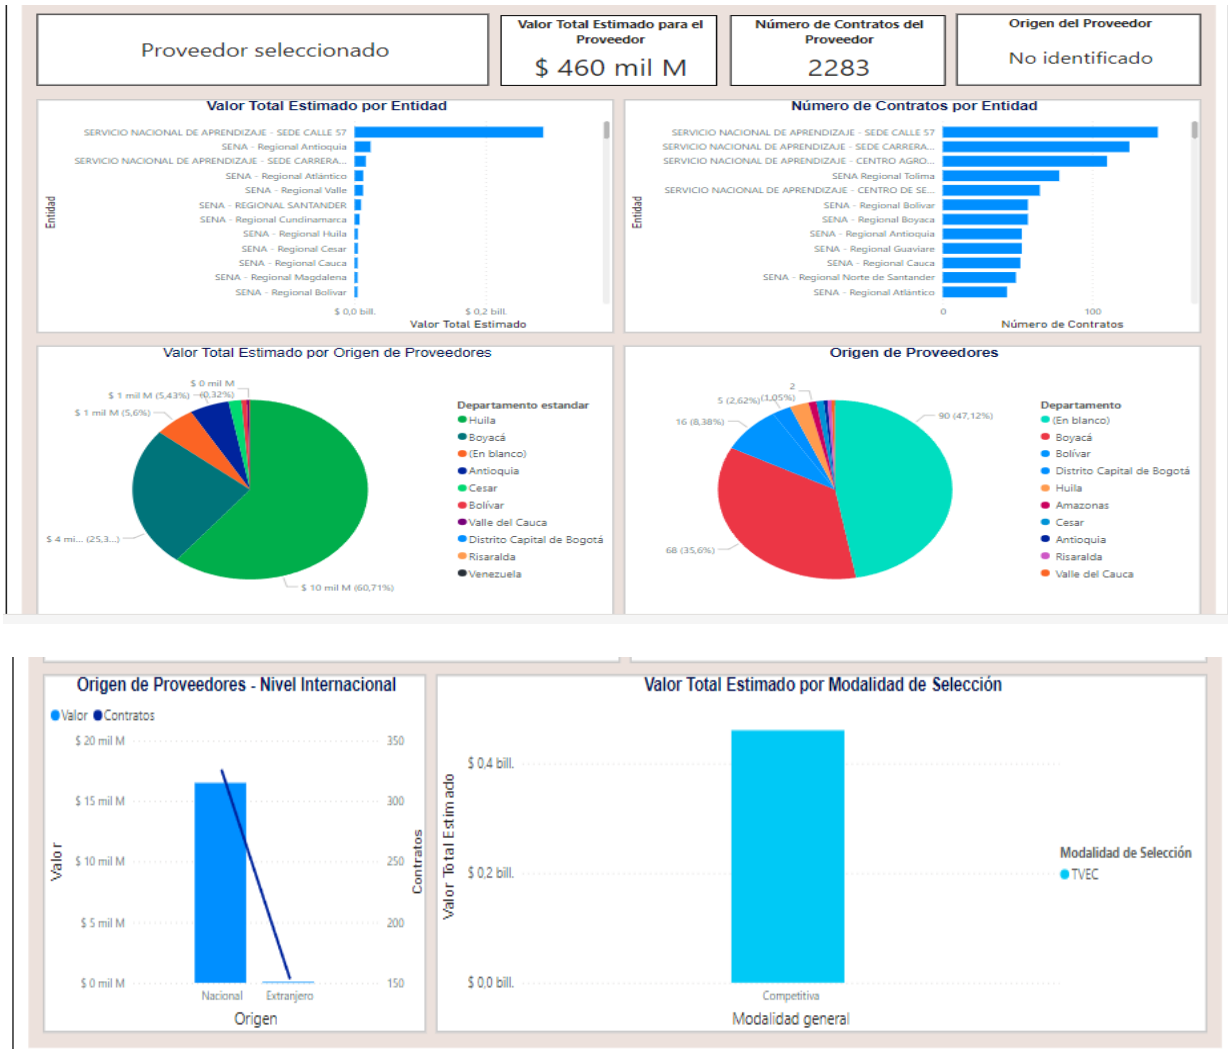 Proveedor seleccionado
Valor Total Estimado para el
Proveedor
$ 460 mil M
Número de Contratos del
Proveedor
2283
Origen del Proveedor
No identificado
Valor Total Estimado por Entidad
Entidad
SERVICIO NACIONAL DE APRENDIZAJE - SEDE CALLE 57
SENA - Regional Antioquia
SERVICIO NACIONAL DE APRENDIZAJE - SEDE CARRERA...
SENA - Regional Atlántico
SENA - Regional Valle
SENA - REGIONAL SANTANDER
SENA - Regional Cundinamarca
SENA - Regional Huila
SENA - Regional Cesar
SENA - Regional Cauca
SENA - Regional Magdalena
SENA - Regional Bolivar
$ 0,0 bill. $ 0,2 bill.
Valor Total Estimado
Número de Contratos por Entidad
Entidad
SERVICIO NACIONAL DE APRENDIZAJE - SEDE CALLE 57
SERVICIO NACIONAL DE APRENDIZAJE - SEDE CARRERA...
SERVICIO NACIONAL DE APRENDIZAJE - CENTRO AGRO...
SENA Regional Tolima
SERVICIO NACIONAL DE APRENDIZAJE - CENTRO DE SE...
SENA - Regional Bolivar
SENA - Regional Boyaca
SENA - Regional Antioquia
SENA - Regional Guaviare
SENA - Regional Cauca
SENA - Regional Norte de Santander
SENA - Regional Atlántico
0 100
Número de Contratos
Valor Total Estimado por Origen de Proveedores
$ 0 mil M
(0,32%)
$ 1 mil M (5,43%)
$ 1 mil M (5,6%)
$ 4 mi... (25,3...)
$ 10 mil M (60,71%)
Departamento estandar
Huila
Boyacá
(En blanco)
Antioquia
Cesar
Bolívar
Valle del Cauca
Distrito Capital de Bogotá
Risaralda
Venezuela
Origen de Proveedores
2
(1,05%)
5 (2,62%)
16 (8,38%)
90 (47,12%)
68 (35,6%)
Departamento
(En blanco)
Boyacá
Bolívar
Distrito Capital de Bogotá
Huila
Amazonas
Cesar
Antioquia
Risaralda
Valle del Cauca
Origen de Proveedores - Nivel Internacional
Valor Contratos
$ 20 mil M 350
$ 15 mil M 300
$ 10 mil M 250
$ 5 mil M 200
$ 0 mil M 150
Valor
Contratos
Nacional Extranjero
Origen
Valor Total Estimado por Modalidad de Selección
Valor Total Estimado
$ 0,4 bill.
$ 0,2 bill.
$ 0,0 bill.
Competitiva
Modalidad general
Modalidad de Selección
TVEC